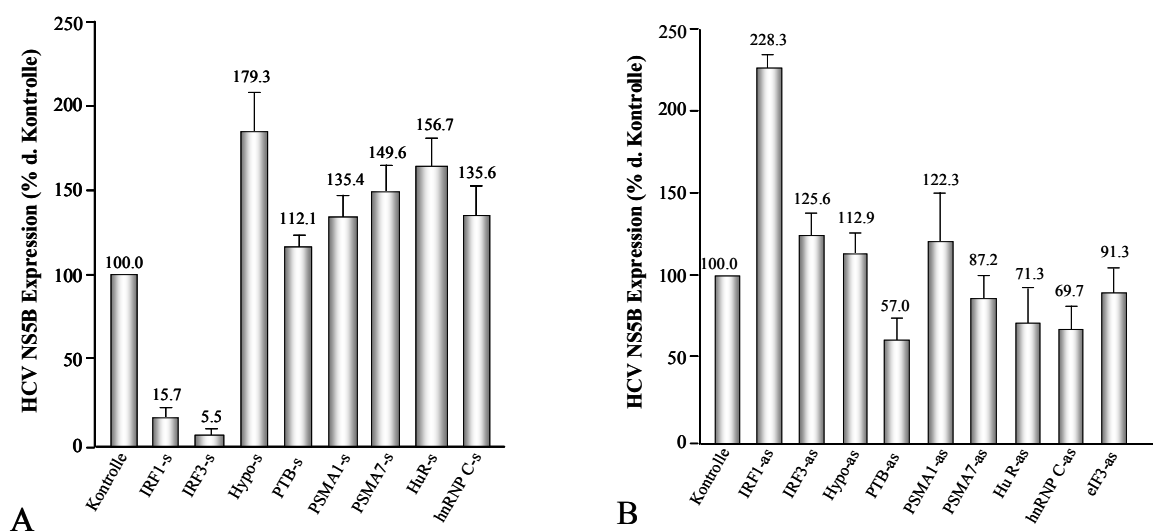 HCV NS5B Expression (% d. Kontrolle)
250
200
150
100
50
0
100.0
15.7
5.5
179.3
112.1
135.4
149.6
156.7
135.6
Kontrolle
IRF1-s
IRF3-s
Hypo-s
PTB-s
PSMA1-s
PSMA7-s
HuR-s
hnRNP C-s
A
HCV NS5B Expression (% d. Kontrolle)
250
200
150
100
50
0
100.0
228.3
125.6
112.9
57.0
122.3
87.2
71.3
69.7
91.3
Kontrolle
IRF1-as
IRF3-as
Hypo-as
PTB-as
PSMA1-as
PSMA7-as
Hu R-as
hnRNP C-as
eIF3-as
B